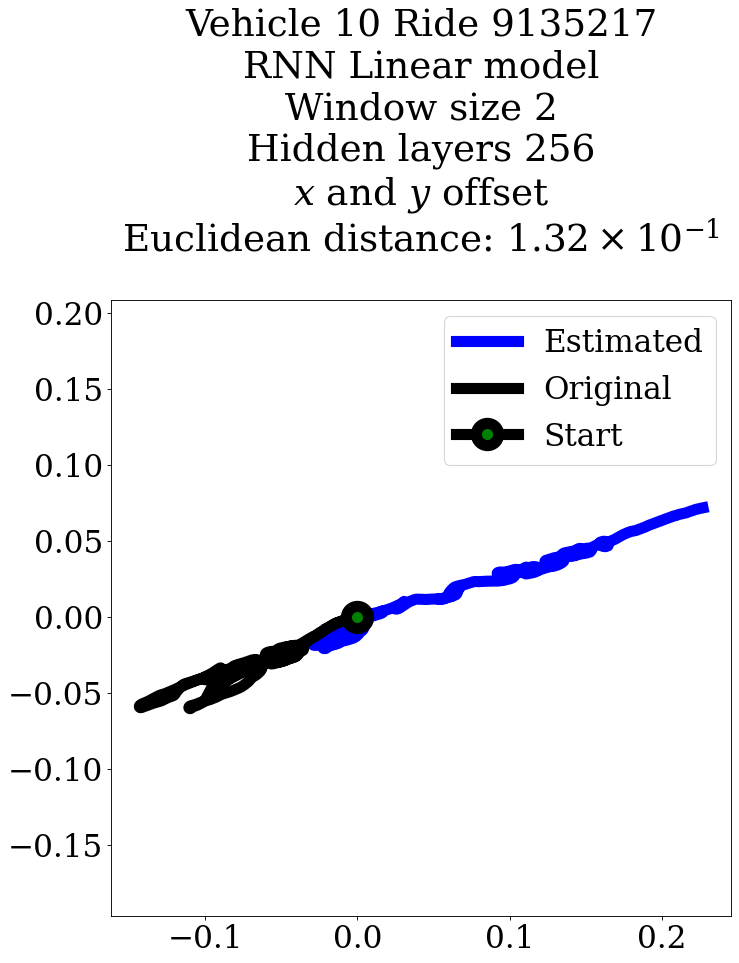 Vehicle 10 Ride 9135217
RNN Linear model
Window size 2
Hidden layers 256
x and y offset
Euclidean distance: 1.32 × 10⁻¹
Estimated
Original
Start
0.20
0.15
0.10
0.05
0.00
−0.05
−0.10
−0.15
−0.1 0.0 0.1 0.2